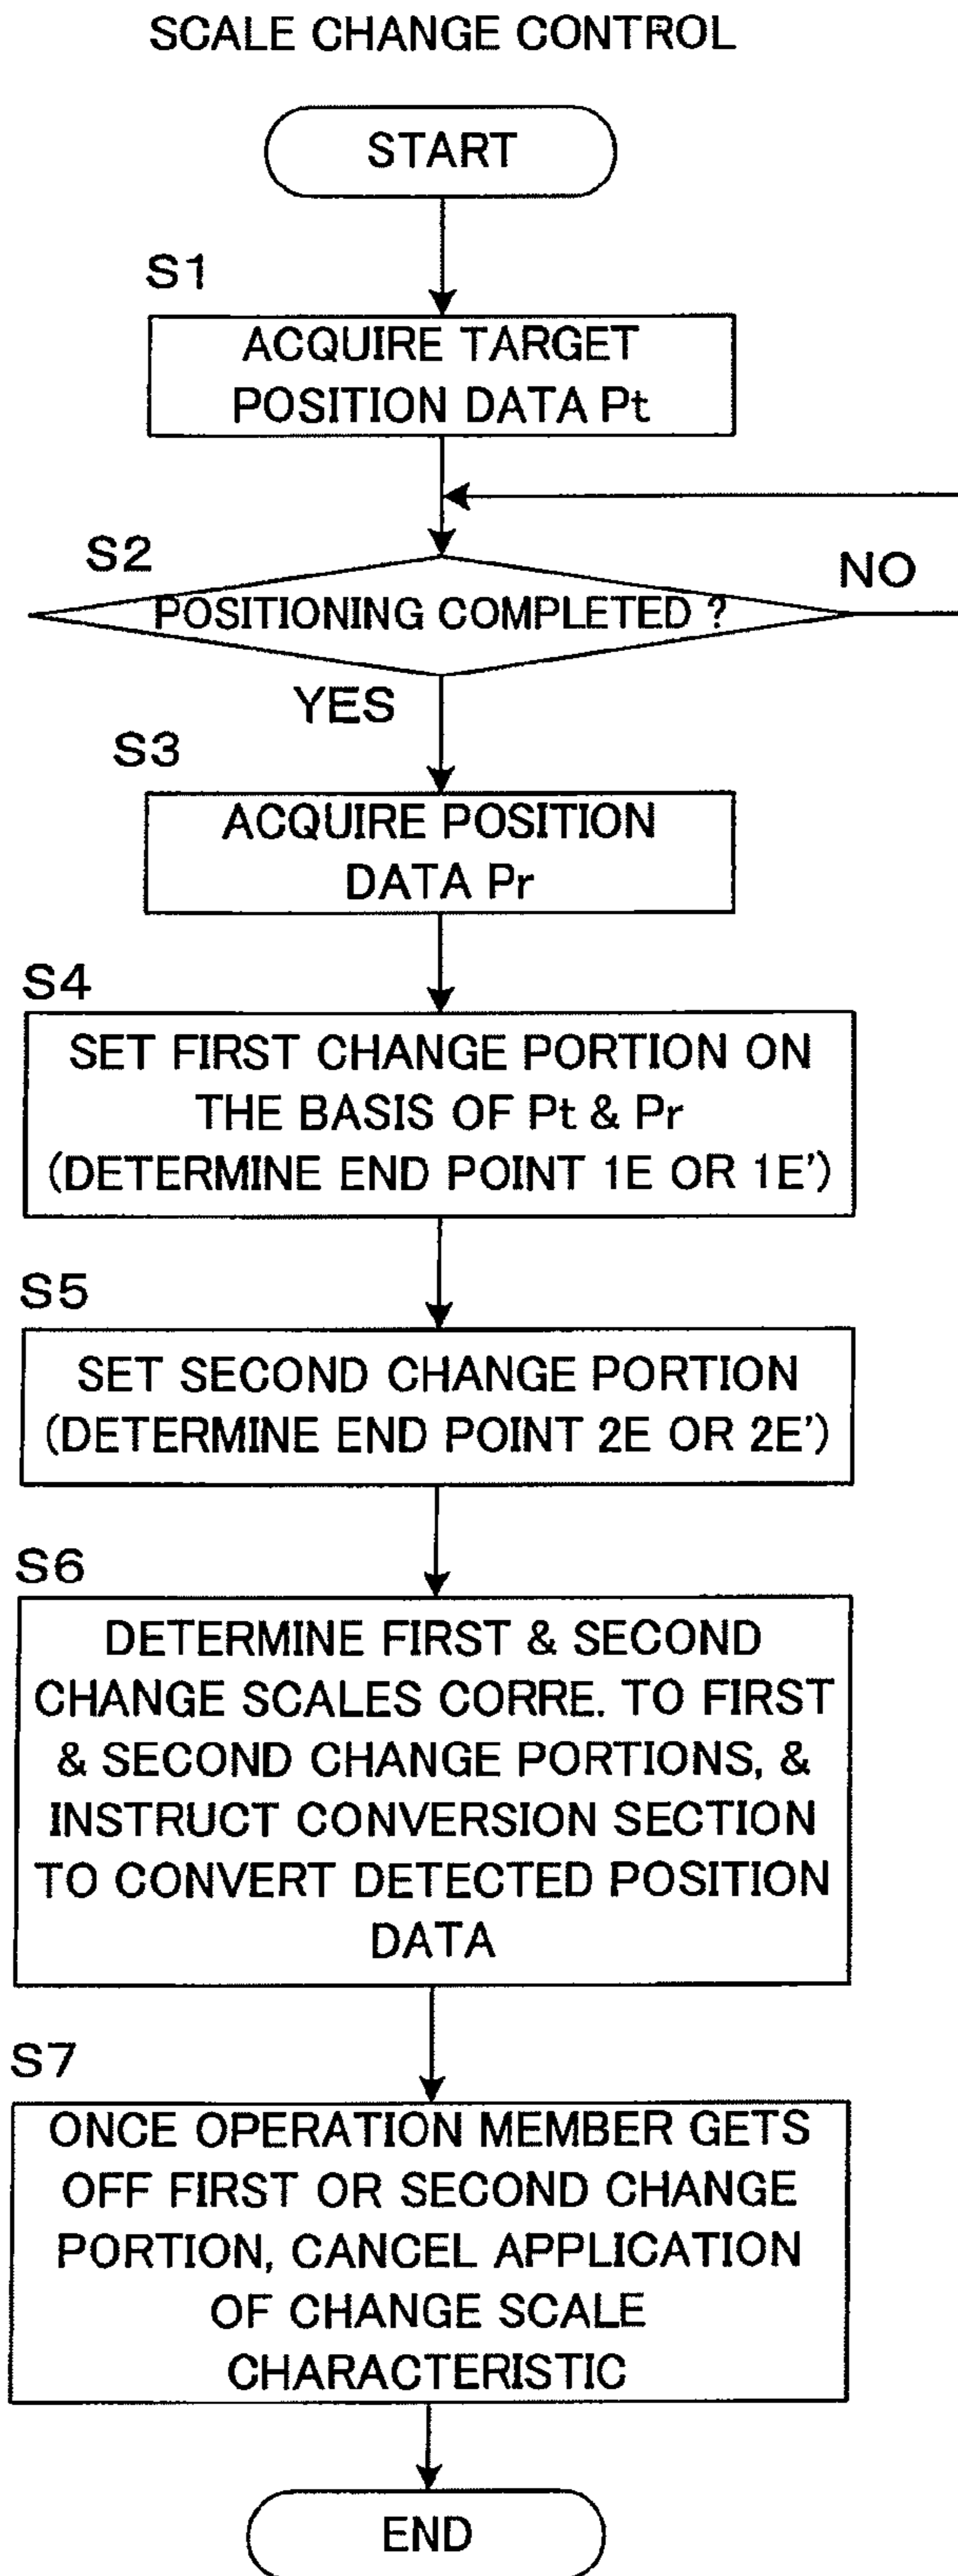 SCALE CHANGE CONTROL
START
S1
ACQUIRE TARGET
POSITION DATA Pt
S2
NO
POSITIONING COMPLETED ?
YES
S3
ACQUIRE POSITION
DATA Pr
S4
SET FIRST CHANGE PORTION ON
THE BASIS OF Pt & Pr
(DETERMINE END POINT 1E OR 1E')
S5
SET SECOND CHANGE PORTION
(DETERMINE END POINT 2E OR 2E')
S6
DETERMINE FIRST & SECOND
CHANGE SCALES CORRE. TO FIRST
& SECOND CHANGE PORTIONS, &
INSTRUCT CONVERSION SECTION
TO CONVERT DETECTED POSITION
DATA
S7
ONCE OPERATION MEMBER GETS
OFF FIRST OR SECOND CHANGE
PORTION, CANCEL APPLICATION
OF CHANGE SCALE
CHARACTERISTIC
END